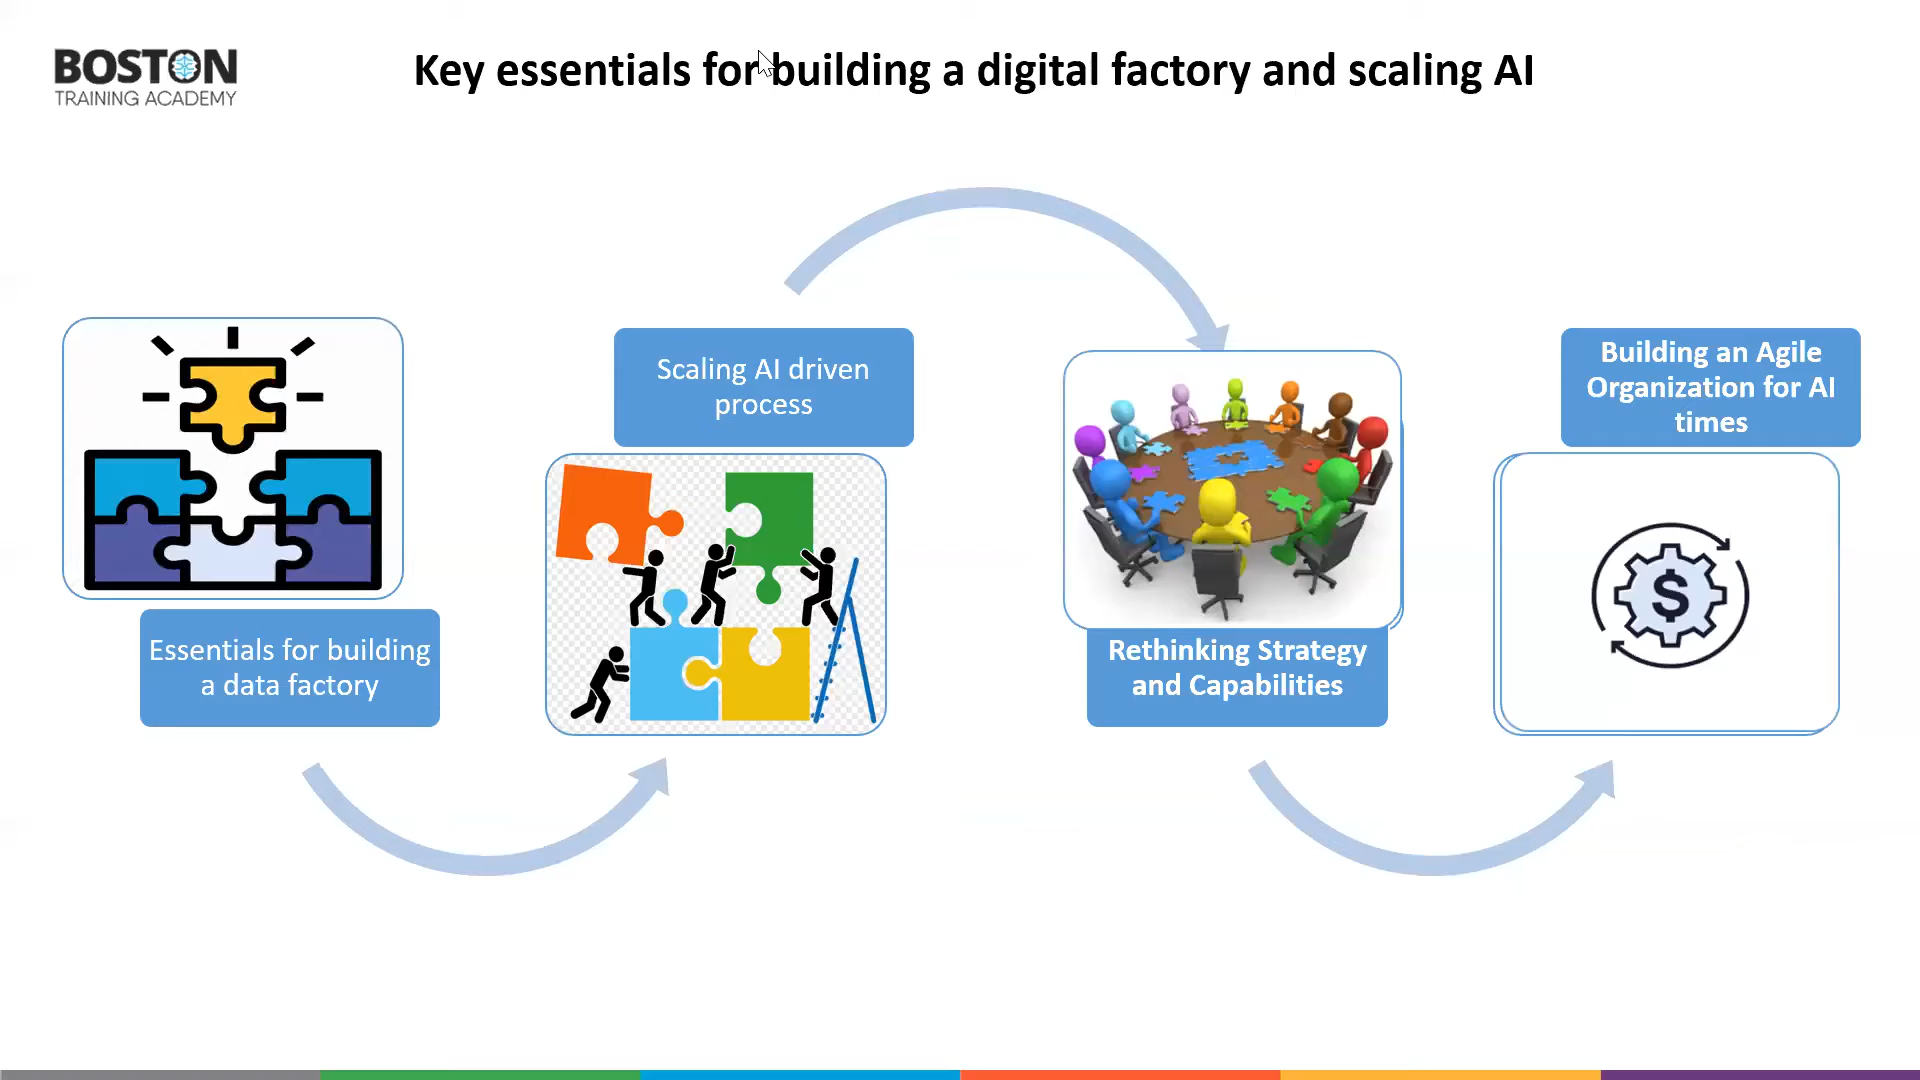 BOSTON
TRAINING ACADEMY
Key essentials for building a digital factory and scaling AI
Essentials for building
a data factory
Scaling AI driven
process
Rethinking Strategy
and Capabilities
Building an Agile
Organization for AI
times
$